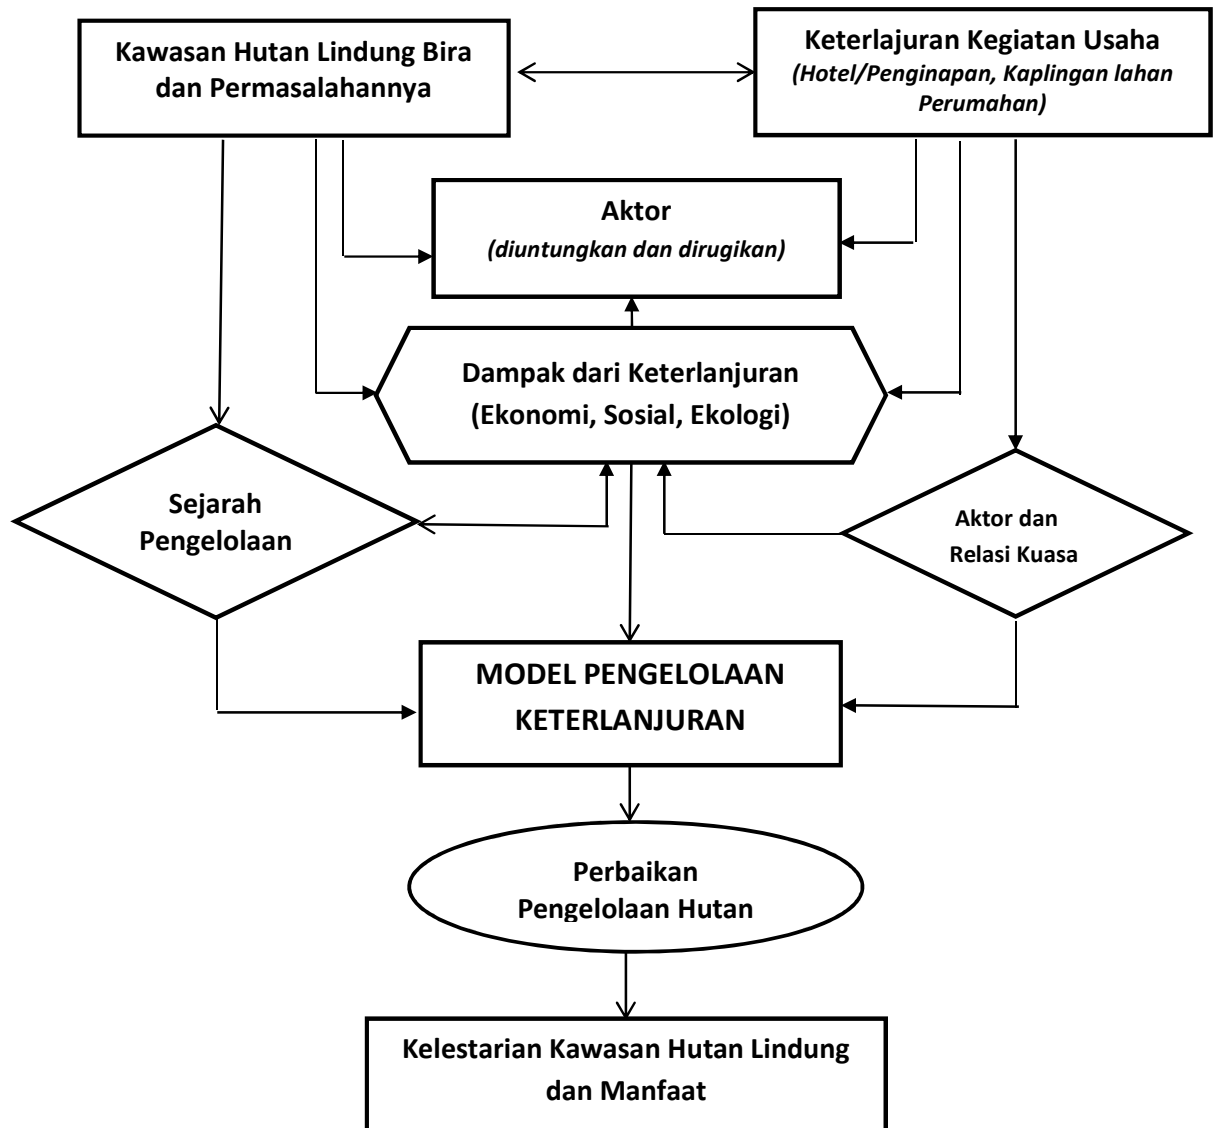 Kawasan Hutan Lindung Bira
dan Permasalahannya
Keterlajuran Kegiatan Usaha
(Hotel/Penginapan, Kaplingan lahan
Perumahan)
Aktor
(diuntungkan dan dirugikan)
Dampak dari Keterlanjuran
(Ekonomi, Sosial, Ekologi)
Sejarah
Pengelolaan
Aktor dan
Relasi Kuasa
MODEL PENGELOLAAN
KETERLANJURAN
Perbaikan
Pengelolaan Hutan
Kelestarian Kawasan Hutan Lindung
dan Manfaat